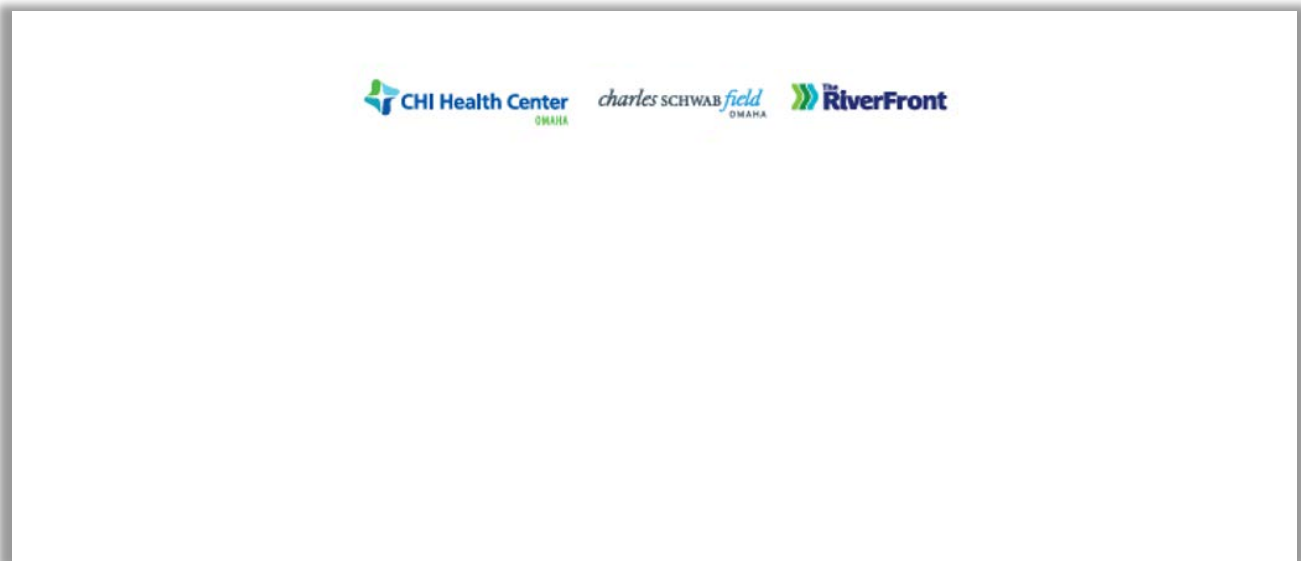 CHI Health Center
OMAHA
charles SCHWAB field
OMAHA
The
RiverFront